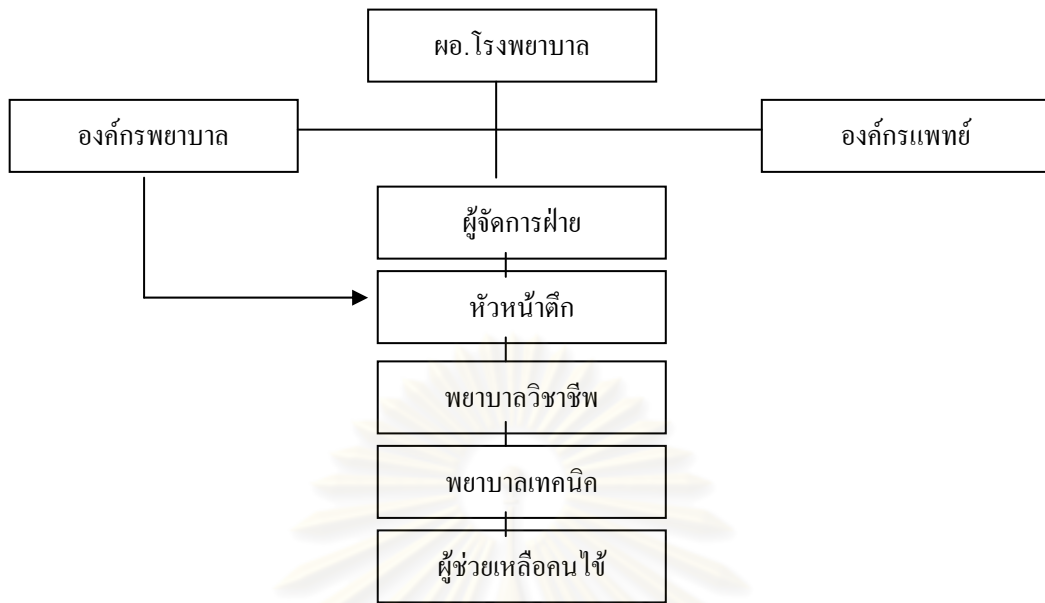 ผอ.โรงพยาบาล
องค์กรพยาบาล
องค์กรแพทย์
ผู้จัดการฝ่าย
หัวหน้าตึก
พยาบาลวิชาชีพ
พยาบาลเทคนิค
ผู้ช่วยเหลือคนไข้